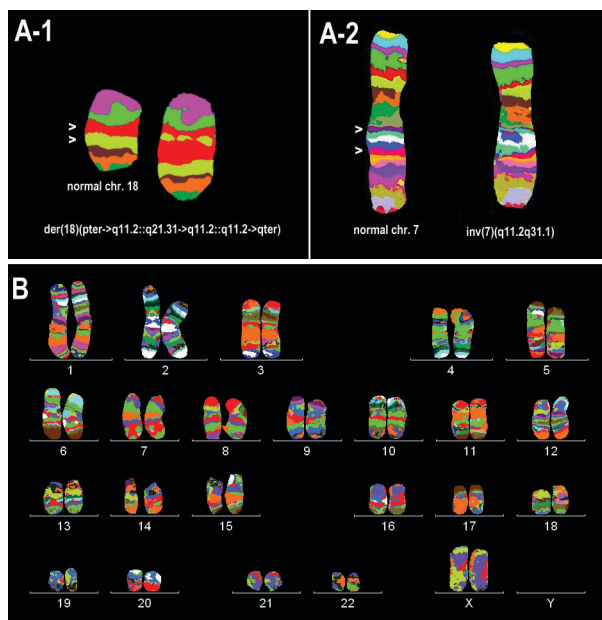 A-1
A-2
>
>
>
>
normal chr. 18
der(18)(pter->q11.2::q21.31->q11.2::q11.2->qter)
normal chr. 7
inv(7)(q11.2q31.1)
B
1 2 3 4 5
6 7 8 9 10 11 12
13 14 15 16 17 18
19 20 21 22 X Y